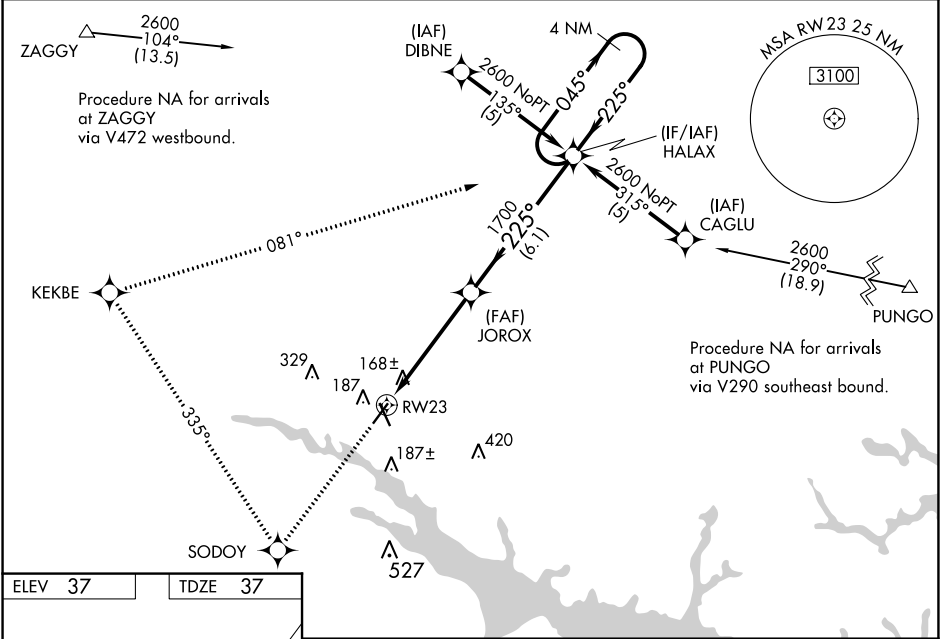 ZAGGY
2600
104°
(13.5)
Procedure NA for arrivals
at ZAGGY
via V472 westbound.
(IAF)
DIBNE
2600 NoPT
135°
(5)
4 NM
045°
225°
(IF/IAF)
HALAX
MSA RW23 25 NM
3100
2600 NoPT
315°
(5)
(IAF)
CAGLU
2600
290°
(18.9)
PUNGO
Procedure NA for arrivals
at PUNGO
via V290 southeast bound.
1700
225°
(6.1)
(FAF)
JOROX
081°
KEKBE
335°
329
168±
187
RW23
187±
420
SODOY
527
ELEV 37
TDZE 37